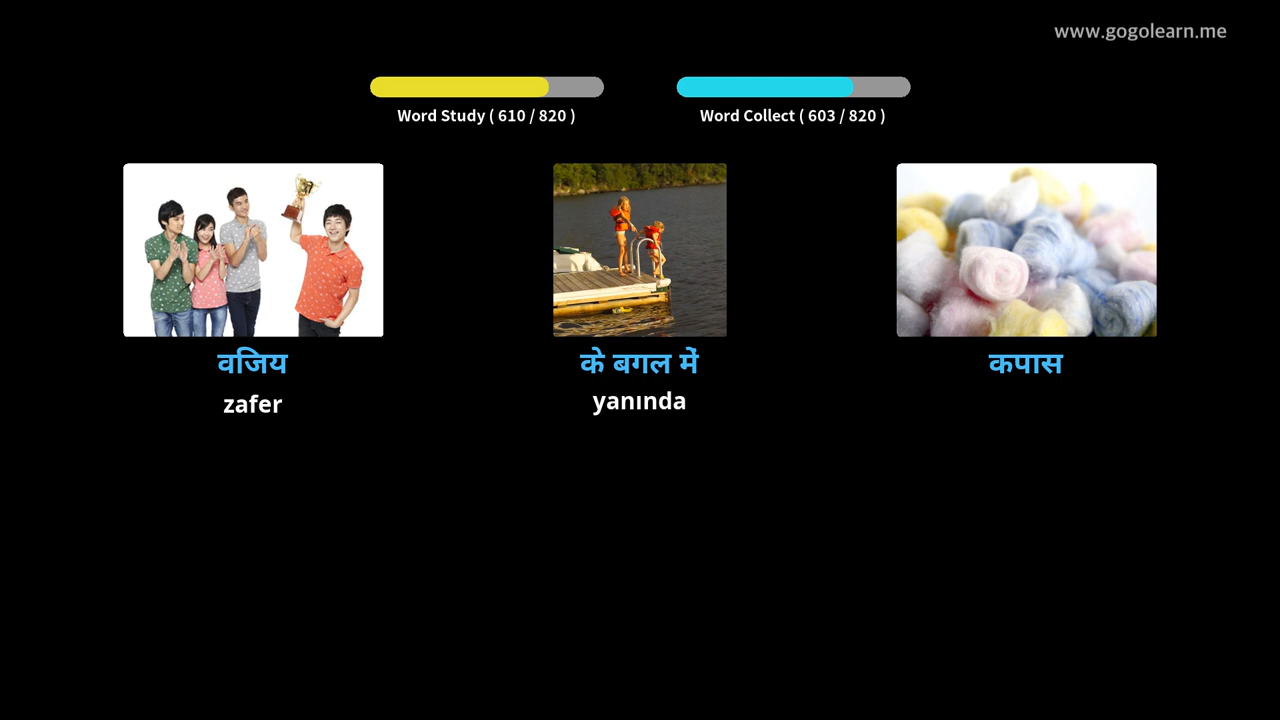 www.gogolearn.me
Word Study ( 610 / 820 )
Word Collect ( 603 / 820 )
वजिय
के बगल में
कपास
zafer
yanında